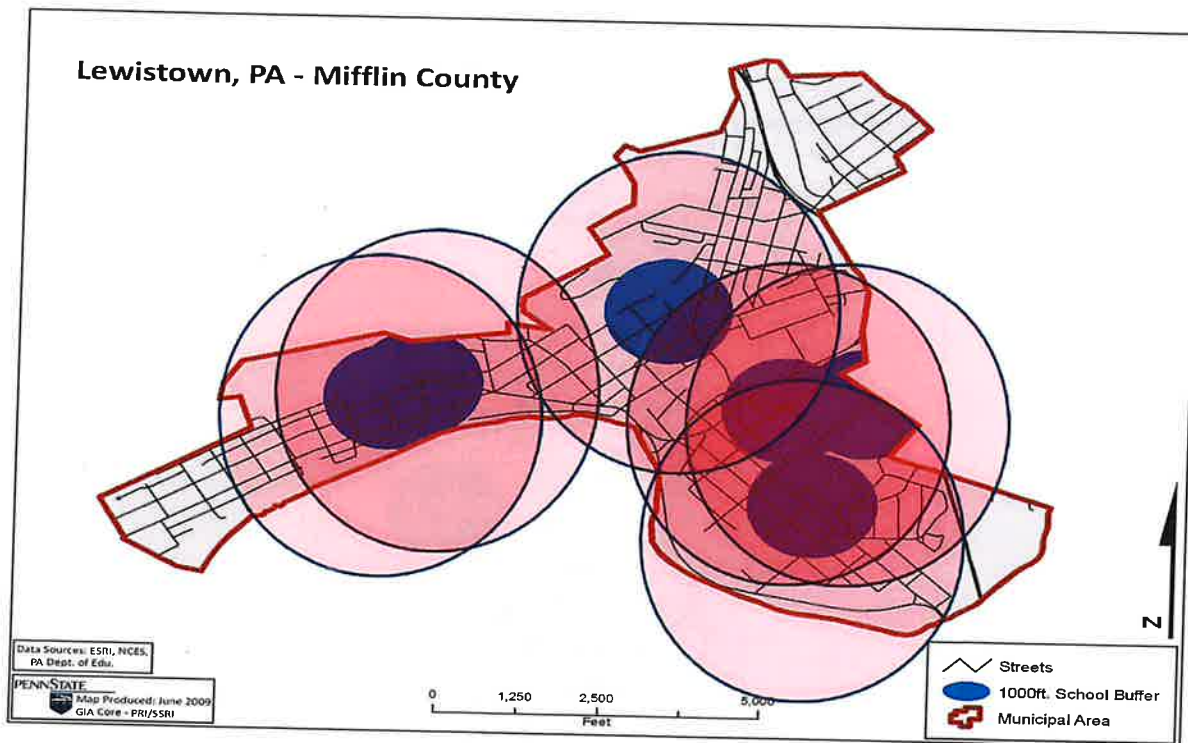 Lewistown, PA - Mifflin County
Data Sources: ESRI, NCES,
PA Dept. of Edu.
PENNSTATE
Map Produced: June 2009
GIA Core - PRI/SSRI
0 1,250 2,500 5,000
Feet
N
Streets
1000ft. School Buffer
Municipal Area